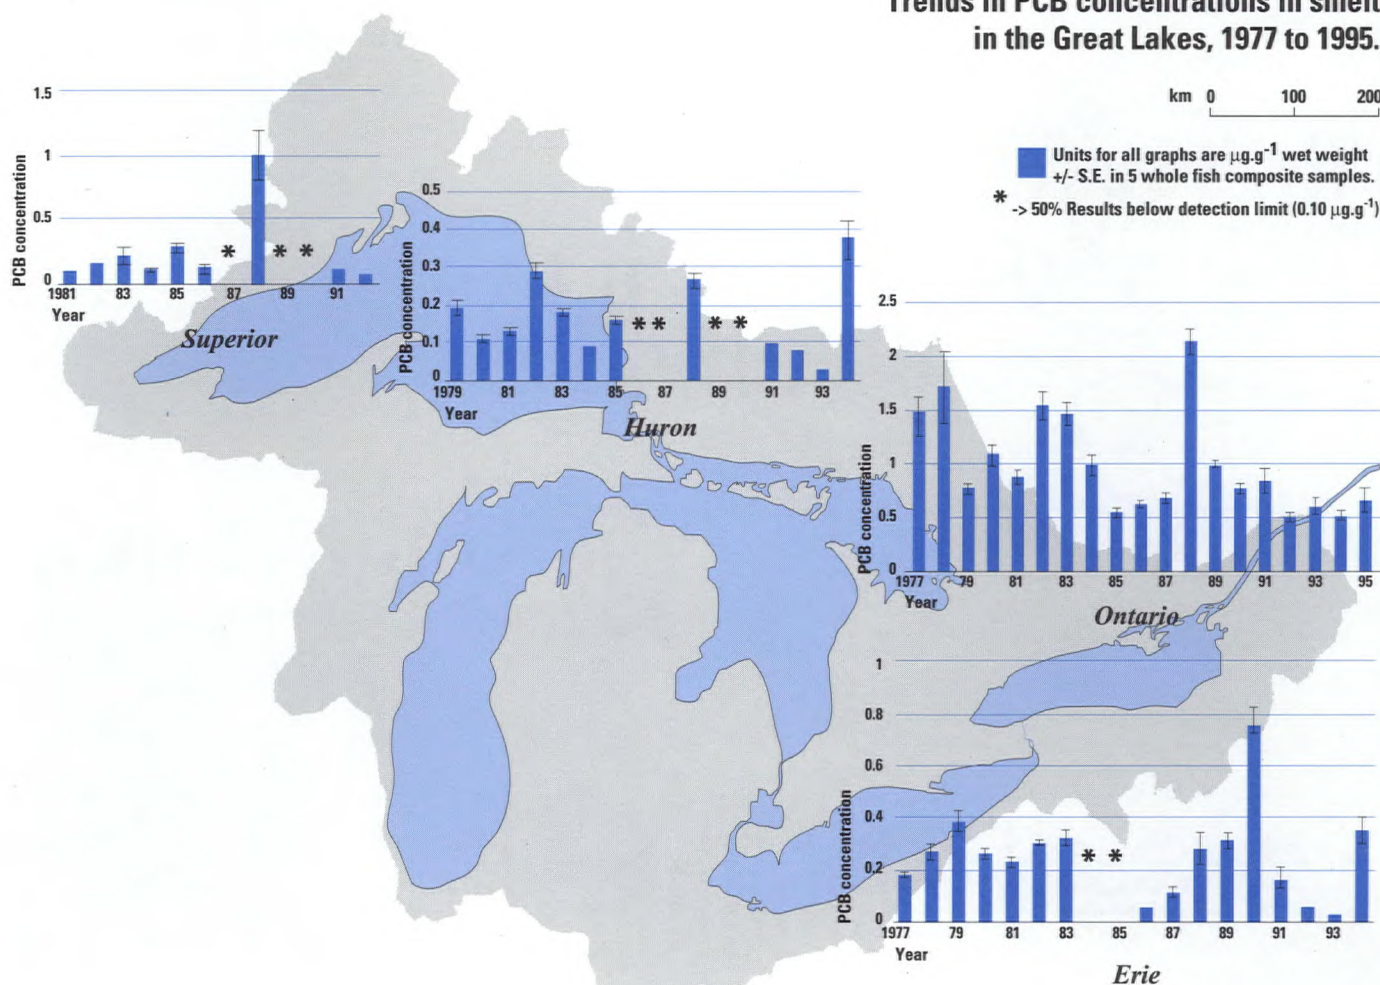 Trends in PCB concentrations in smelt
in the Great Lakes, 1977 to 1995.
km 0 100 200
Units for all graphs are µg.g-1 wet weight
+/- S.E. in 5 whole fish composite samples.
* -> 50% Results below detection limit (0.10 µg.g-1)
1.5
1
0.5
0
PCB concentration
1981 83 85 87 89 91
Year
* * *
Superior
0.5
0.4
0.3
0.2
0.1
0
PCB concentration
1979 81 83 85 87 89 91 93
Year
* * * *
Huron
2.5
2
1.5
1
0.5
0
PCB concentration
1977 79 81 83 85 87 89 91 93 95
Year
Ontario
1
0.8
0.6
0.4
0.2
0
PCB concentration
1977 79 81 83 85 87 89 91 93
Year
* *
Erie